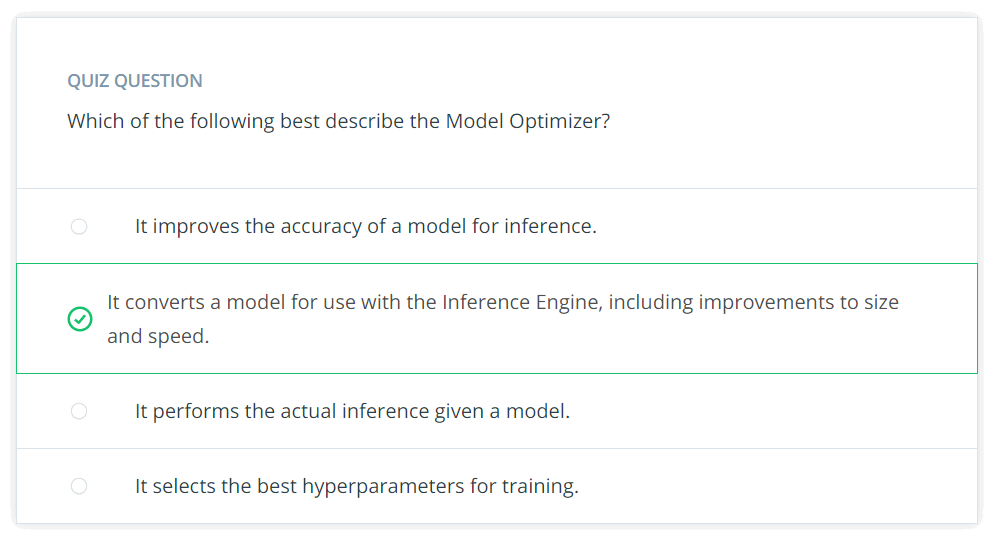 QUIZ QUESTION
Which of the following best describe the Model Optimizer?
It improves the accuracy of a model for inference.
It converts a model for use with the Inference Engine, including improvements to size
and speed.
It performs the actual inference given a model.
It selects the best hyperparameters for training.